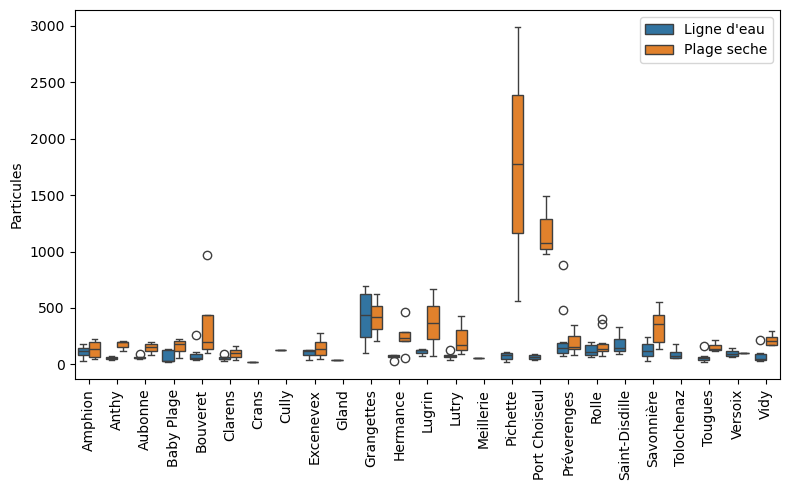 3000
2500
2000
1500
1000
500
0
Particules
Ligne d'eau
Plage seche
Amphion
Anthy
Aubonne
Baby Plage
Bouveret
Clarens
Crans
Cully
Excenevex
Gland
Grangettes
Hermance
Lugrin
Lutry
Meillerie
Pichette
Port Choiseul
Préverenges
Rolle
Saint-Disdille
Savonnière
Tolochenaz
Tougues
Versoix
Vidy